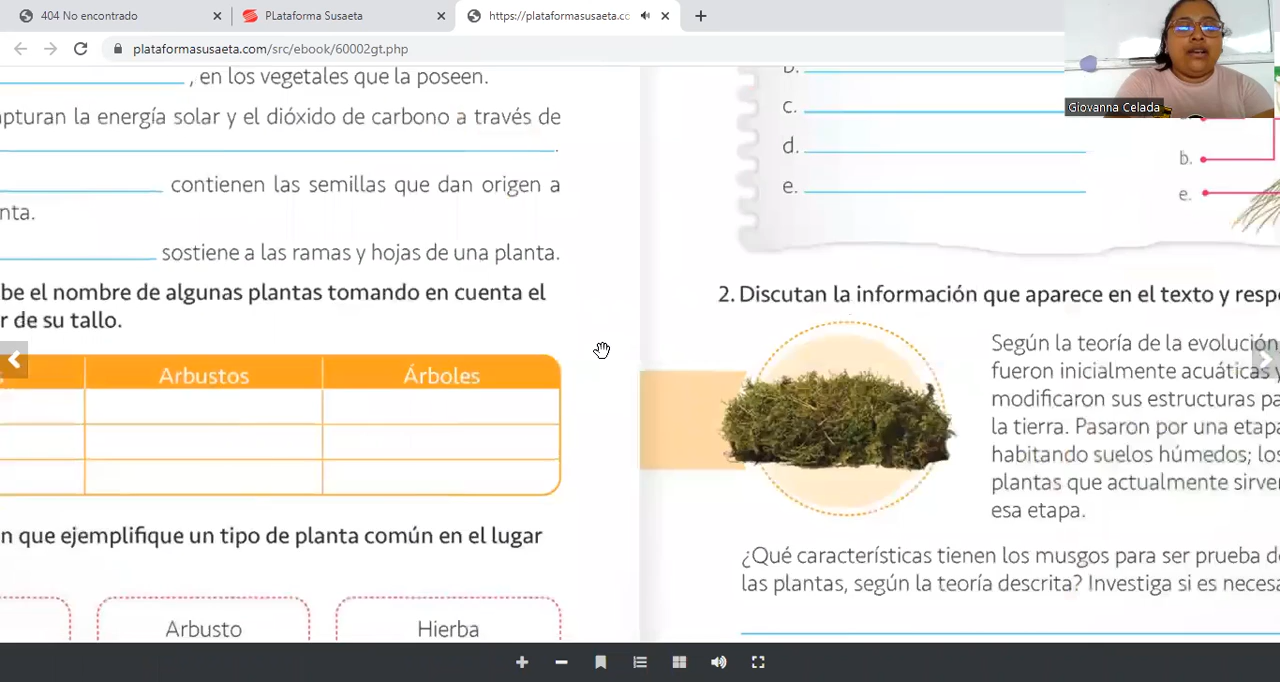 404 No encontrado
PLataforma Susaeta
https://plataformasusaeta.cc
plataformasusaeta.com/src/ebook/60002gt.php
Giovanna Celada
, en los vegetales que la poseen.
apturan la energía solar y el dióxido de carbono a través de
.
contienen las semillas que dan origen a
nta.
sostiene a las ramas y hojas de una planta.
be el nombre de algunas plantas tomando en cuenta el
r de su tallo.
s Arbustos Árboles
n que ejemplifique un tipo de planta común en el lugar
Arbusto Hierba
c.
d.
e.
b.
e.
2. Discutan la información que aparece en el texto y respo
Según la teoría de la evolución
fueron inicialmente acuáticas y
modificaron sus estructuras pa
la tierra. Pasaron por una etapa
habitando suelos húmedos; los
plantas que actualmente sirve
esa etapa.
¿Qué características tienen los musgos para ser prueba d
las plantas, según la teoría descrita? Investiga si es neces